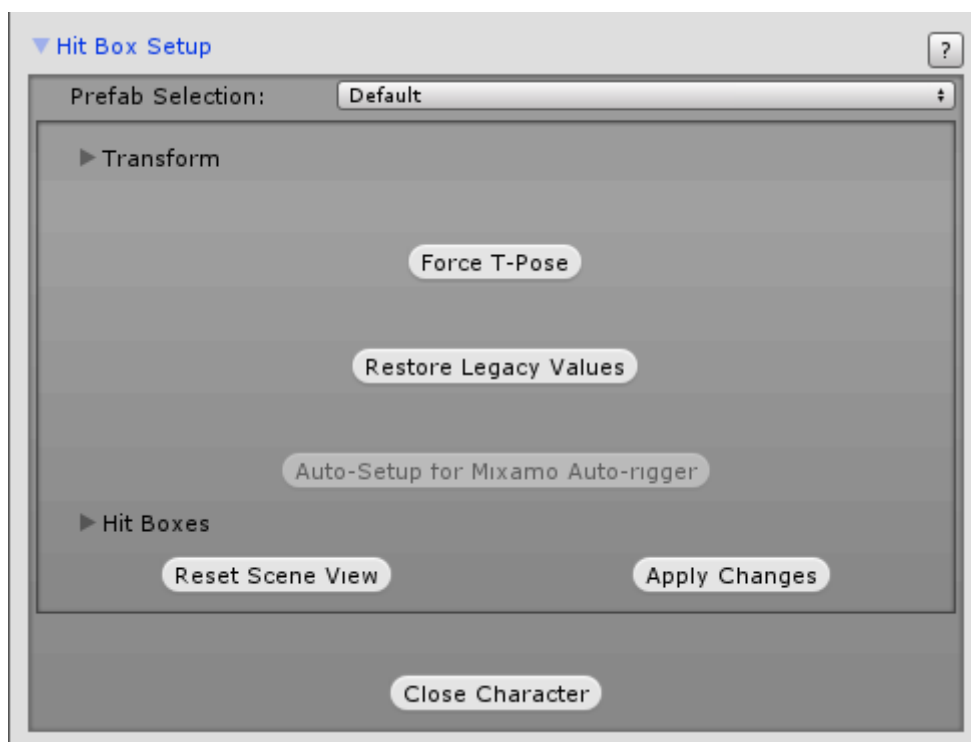 Hit Box Setup
?
Prefab Selection: Default
Transform
Force T-Pose
Restore Legacy Values
Auto-Setup for Mixamo Auto-rigger
Hit Boxes
Reset Scene View Apply Changes
Close Character